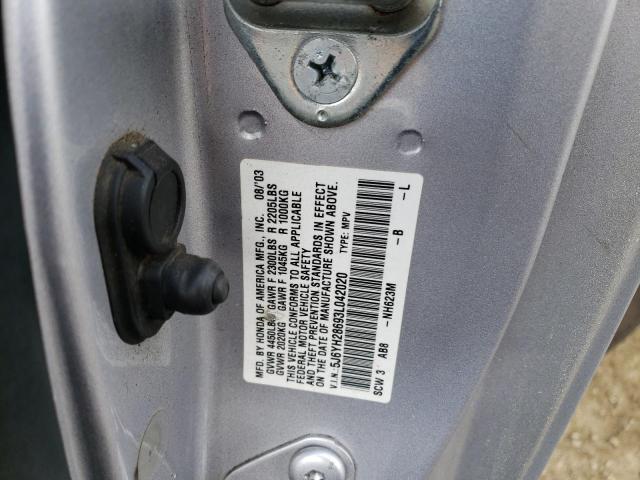 MFD. BY HONDA OF AMERICA MFG., INC. 08/'03
GVWR 4450LBS GAWR F 2300LBS R 2205LBS
GVWR 2020KG GAWR F 1045KG R 1000KG
THIS VEHICLE CONFORMS TO ALL APPLICABLE
FEDERAL MOTOR VEHICLE SAFETY
AND THEFT PREVENTION STANDARDS IN EFFECT
ON THE DATE OF MANUFACTURE SHOWN ABOVE.
V.I.N.: 5J6YH28693L042020 TYPE: MPV
SCW 3 AB8 -NH623M -B -L